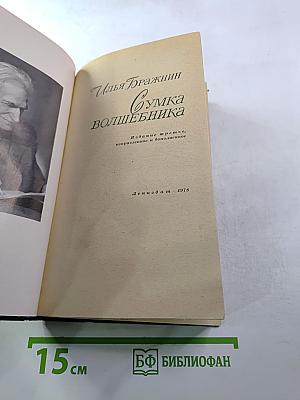 Илья Бражнин
Сумка
волшебника
Издание третье,
исправленное и дополненное
Лениздат · 1978
15 см
БФ БИБЛИОФАН